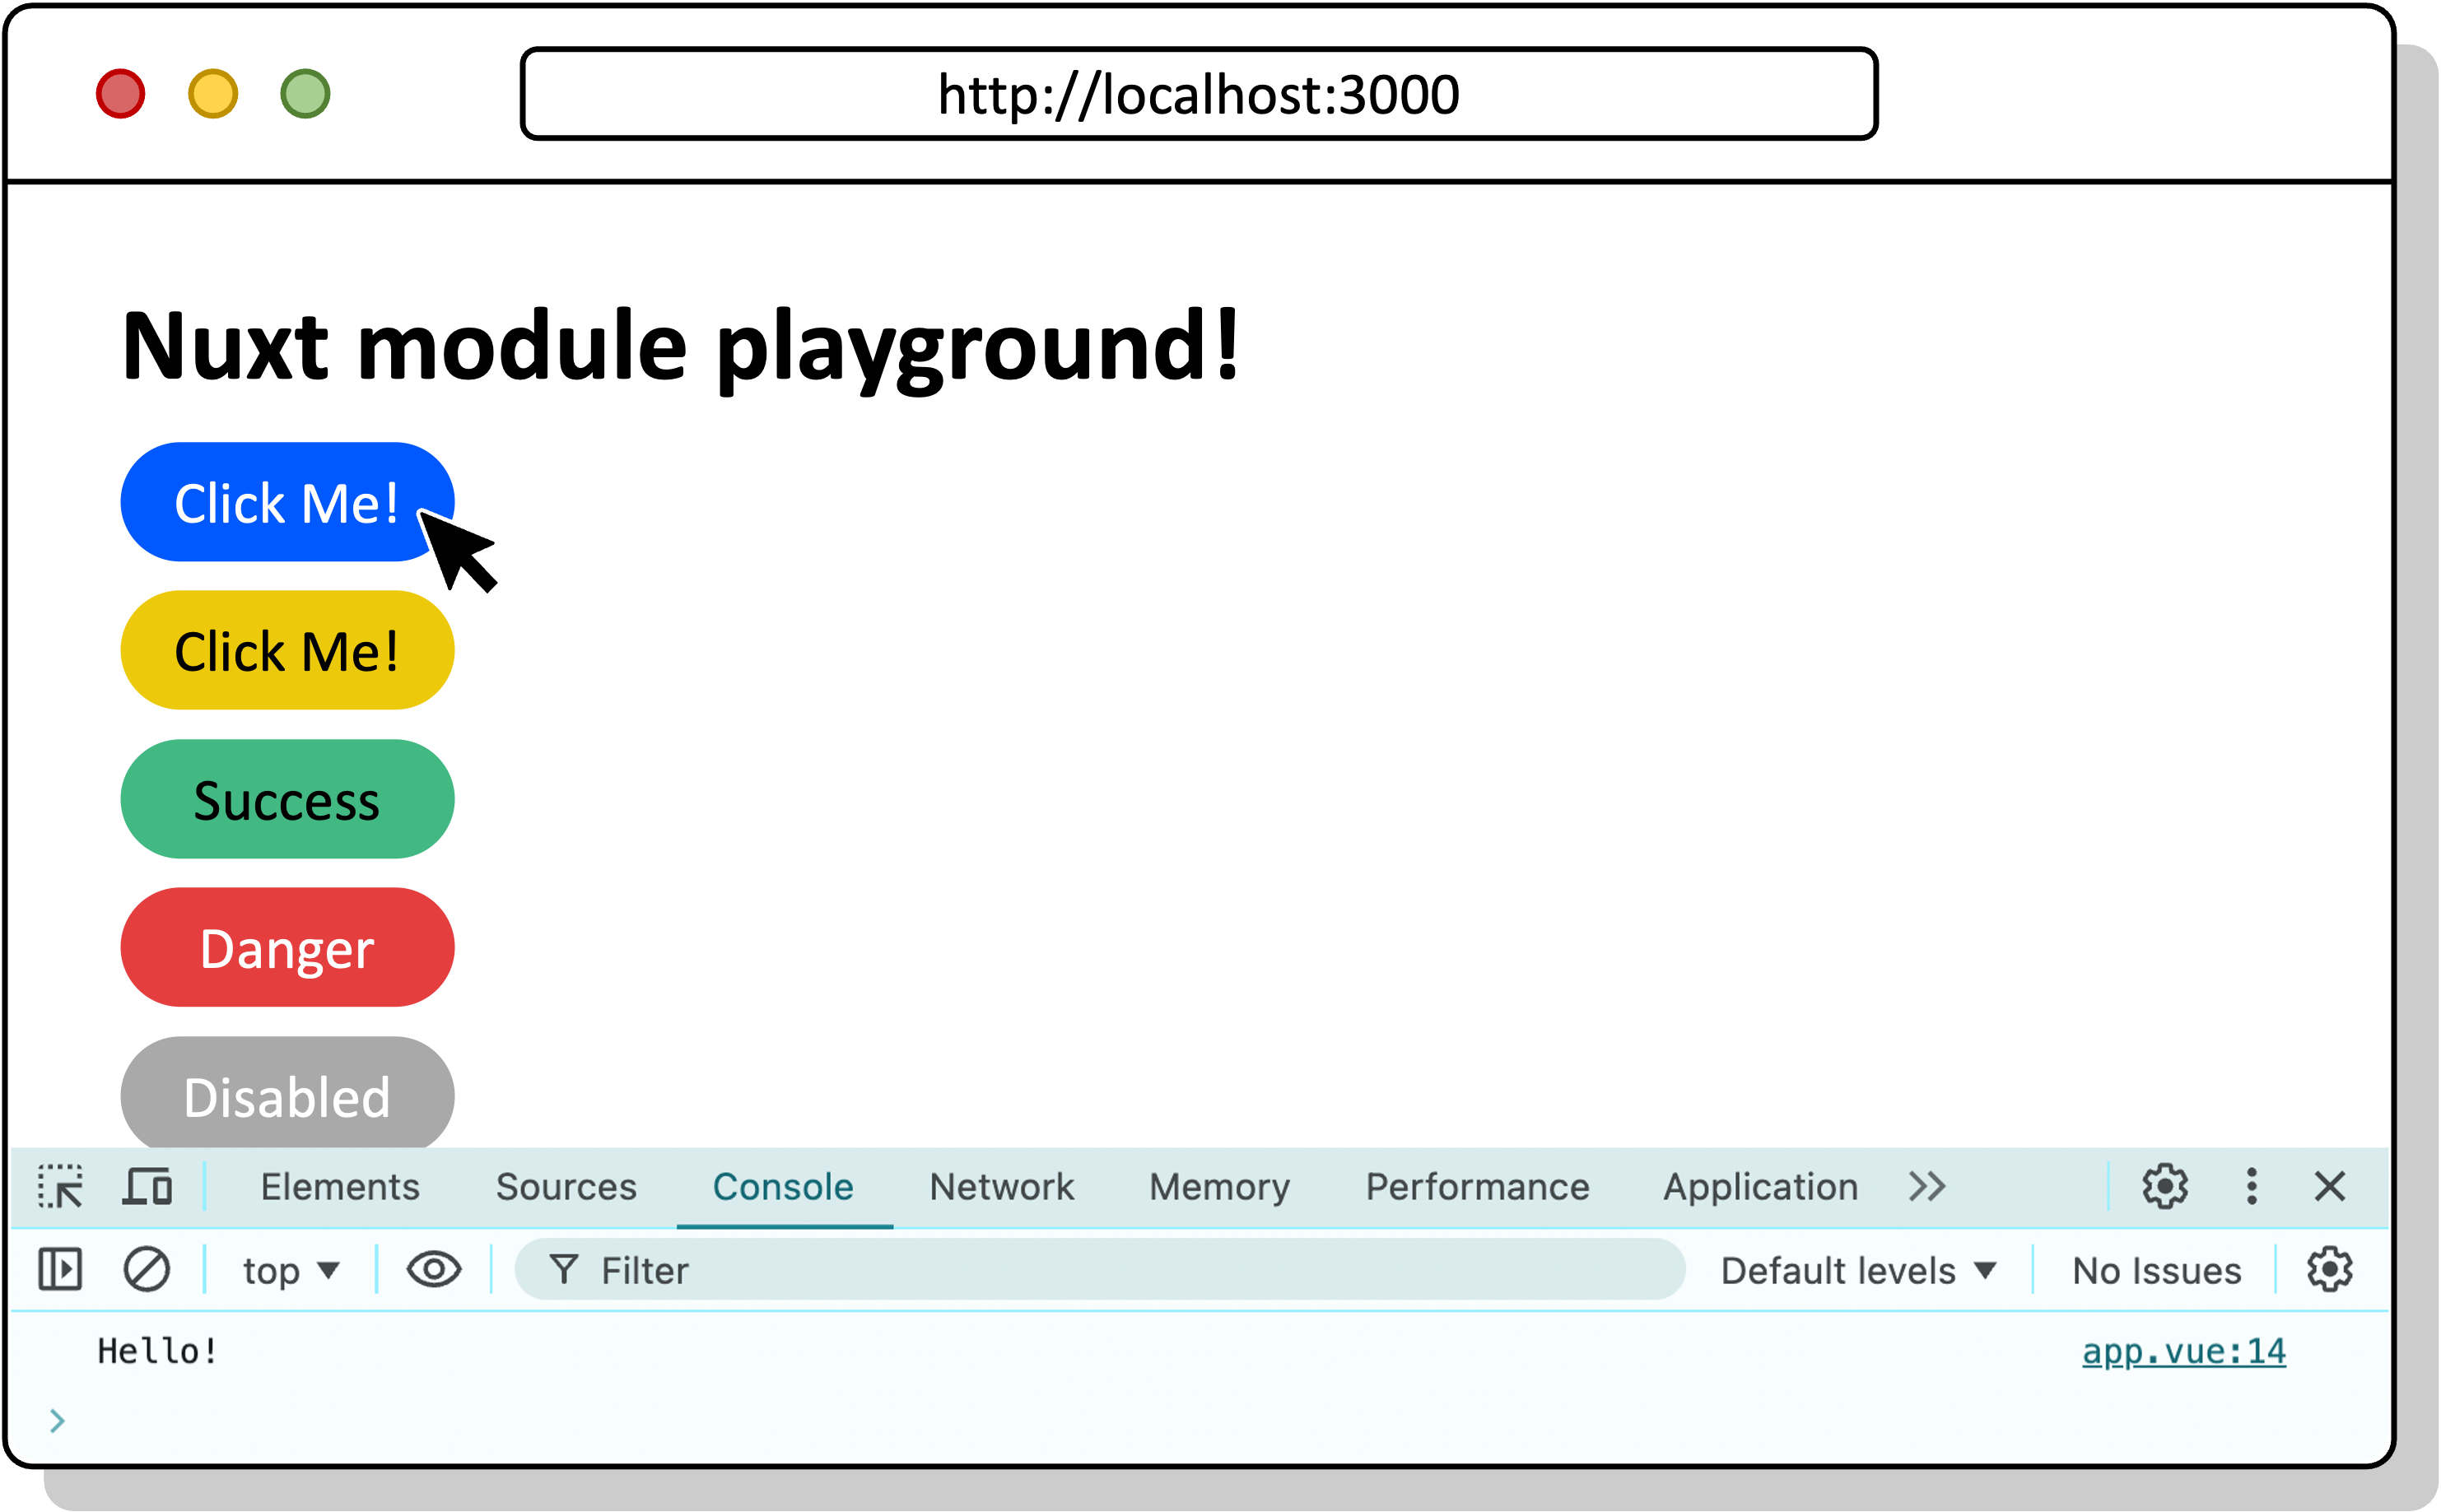 http://localhost:3000
Nuxt module playground!
Click Me!
Click Me!
Success
Danger
Disabled
Elements Sources Console Network Memory Performance Application
top Filter Default levels No Issues
Hello! app.vue:14